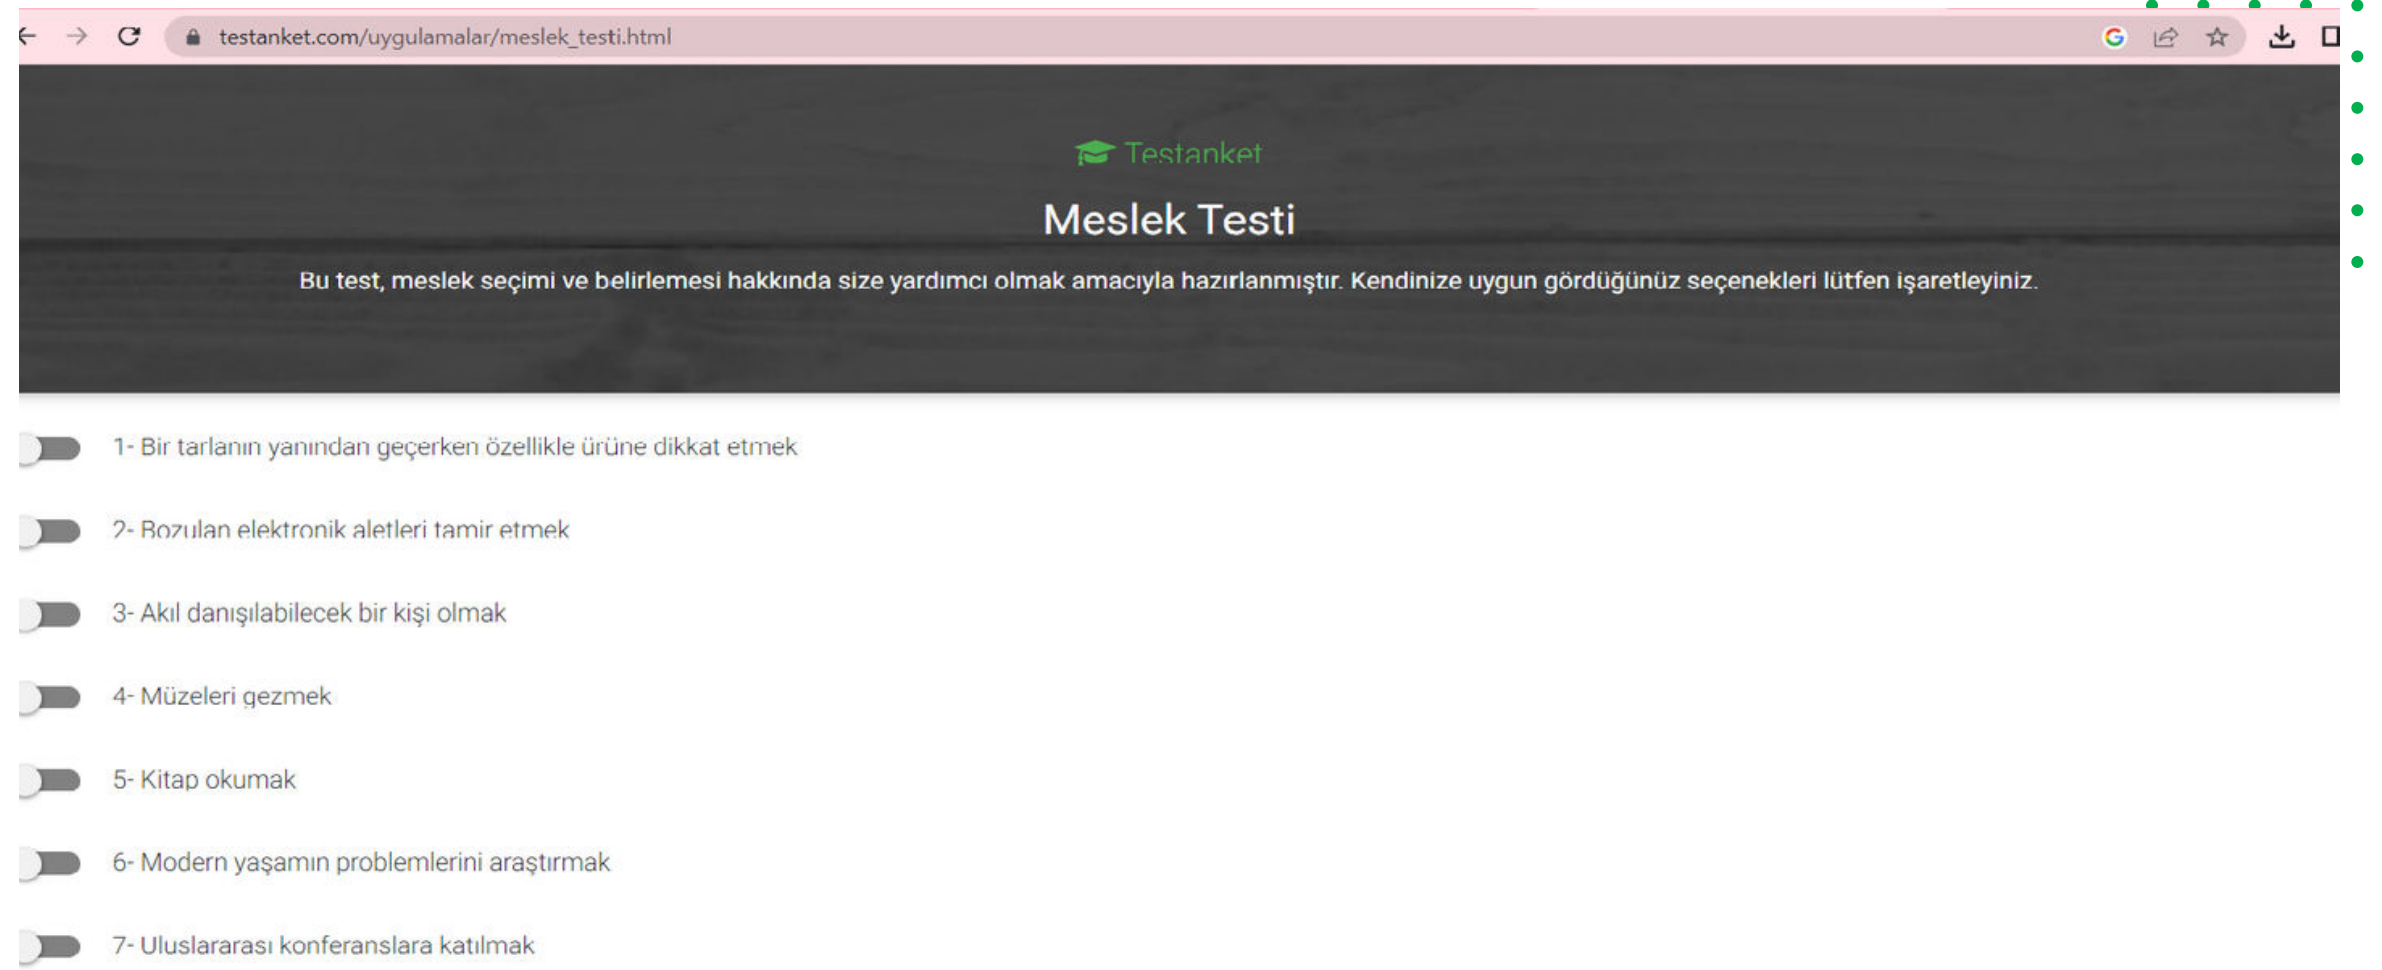 testanket.com/uygulamalar/meslek_testi.html
Testanket
Meslek Testi
Bu test, meslek seçimi ve belirlemesi hakkında size yardımcı olmak amacıyla hazırlanmıştır. Kendinize uygun gördüğünüz seçenekleri lütfen işaretleyiniz.
1- Bir tarlanın yanından geçerken özellikle ürüne dikkat etmek
2- Bozulan elektronik aletleri tamir etmek
3- Akıl danışılabilecek bir kişi olmak
4- Müzeleri gezmek
5- Kitap okumak
6- Modern yaşamın problemlerini araştırmak
7- Uluslararası konferanslara katılmak